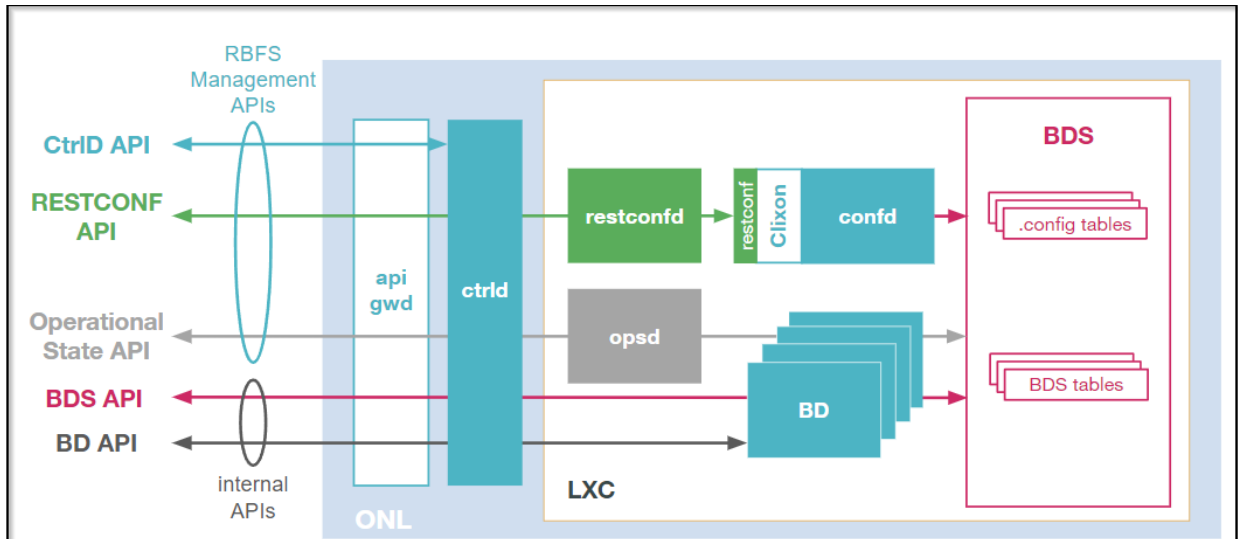 RBFS
Management
APIs
CtrlD API
RESTCONF
API
Operational
State API
BDS API
BD API
internal
APIs
api
gwd
ctrld
ONL
restconfd
restconf
Clixon
confd
opsd
BD
LXC
BDS
.config tables
BDS tables